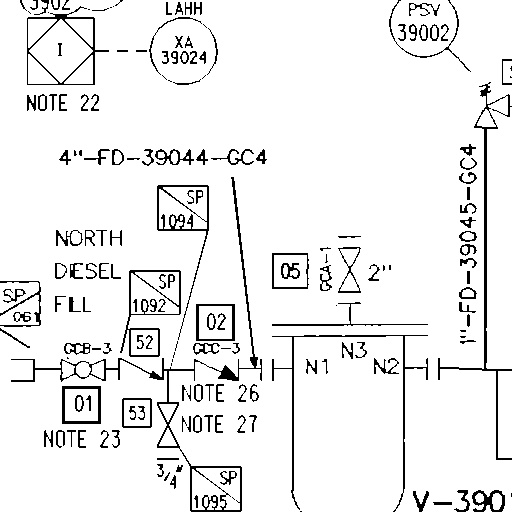 3902
LAHH
XA
39024
I
NOTE 22
PSV
39002
4"-FD-39044-GC4
SP
1094
1"-FD-39045-GC4
NORTH
DIESEL
FILL
SP
061
SP
1092
05
GCA-1
2"
52
02
GCB-3
GCC-3
N1
N3
N2
01
NOTE 23
53
NOTE 26
NOTE 27
3/4"
SP
1095
V-390